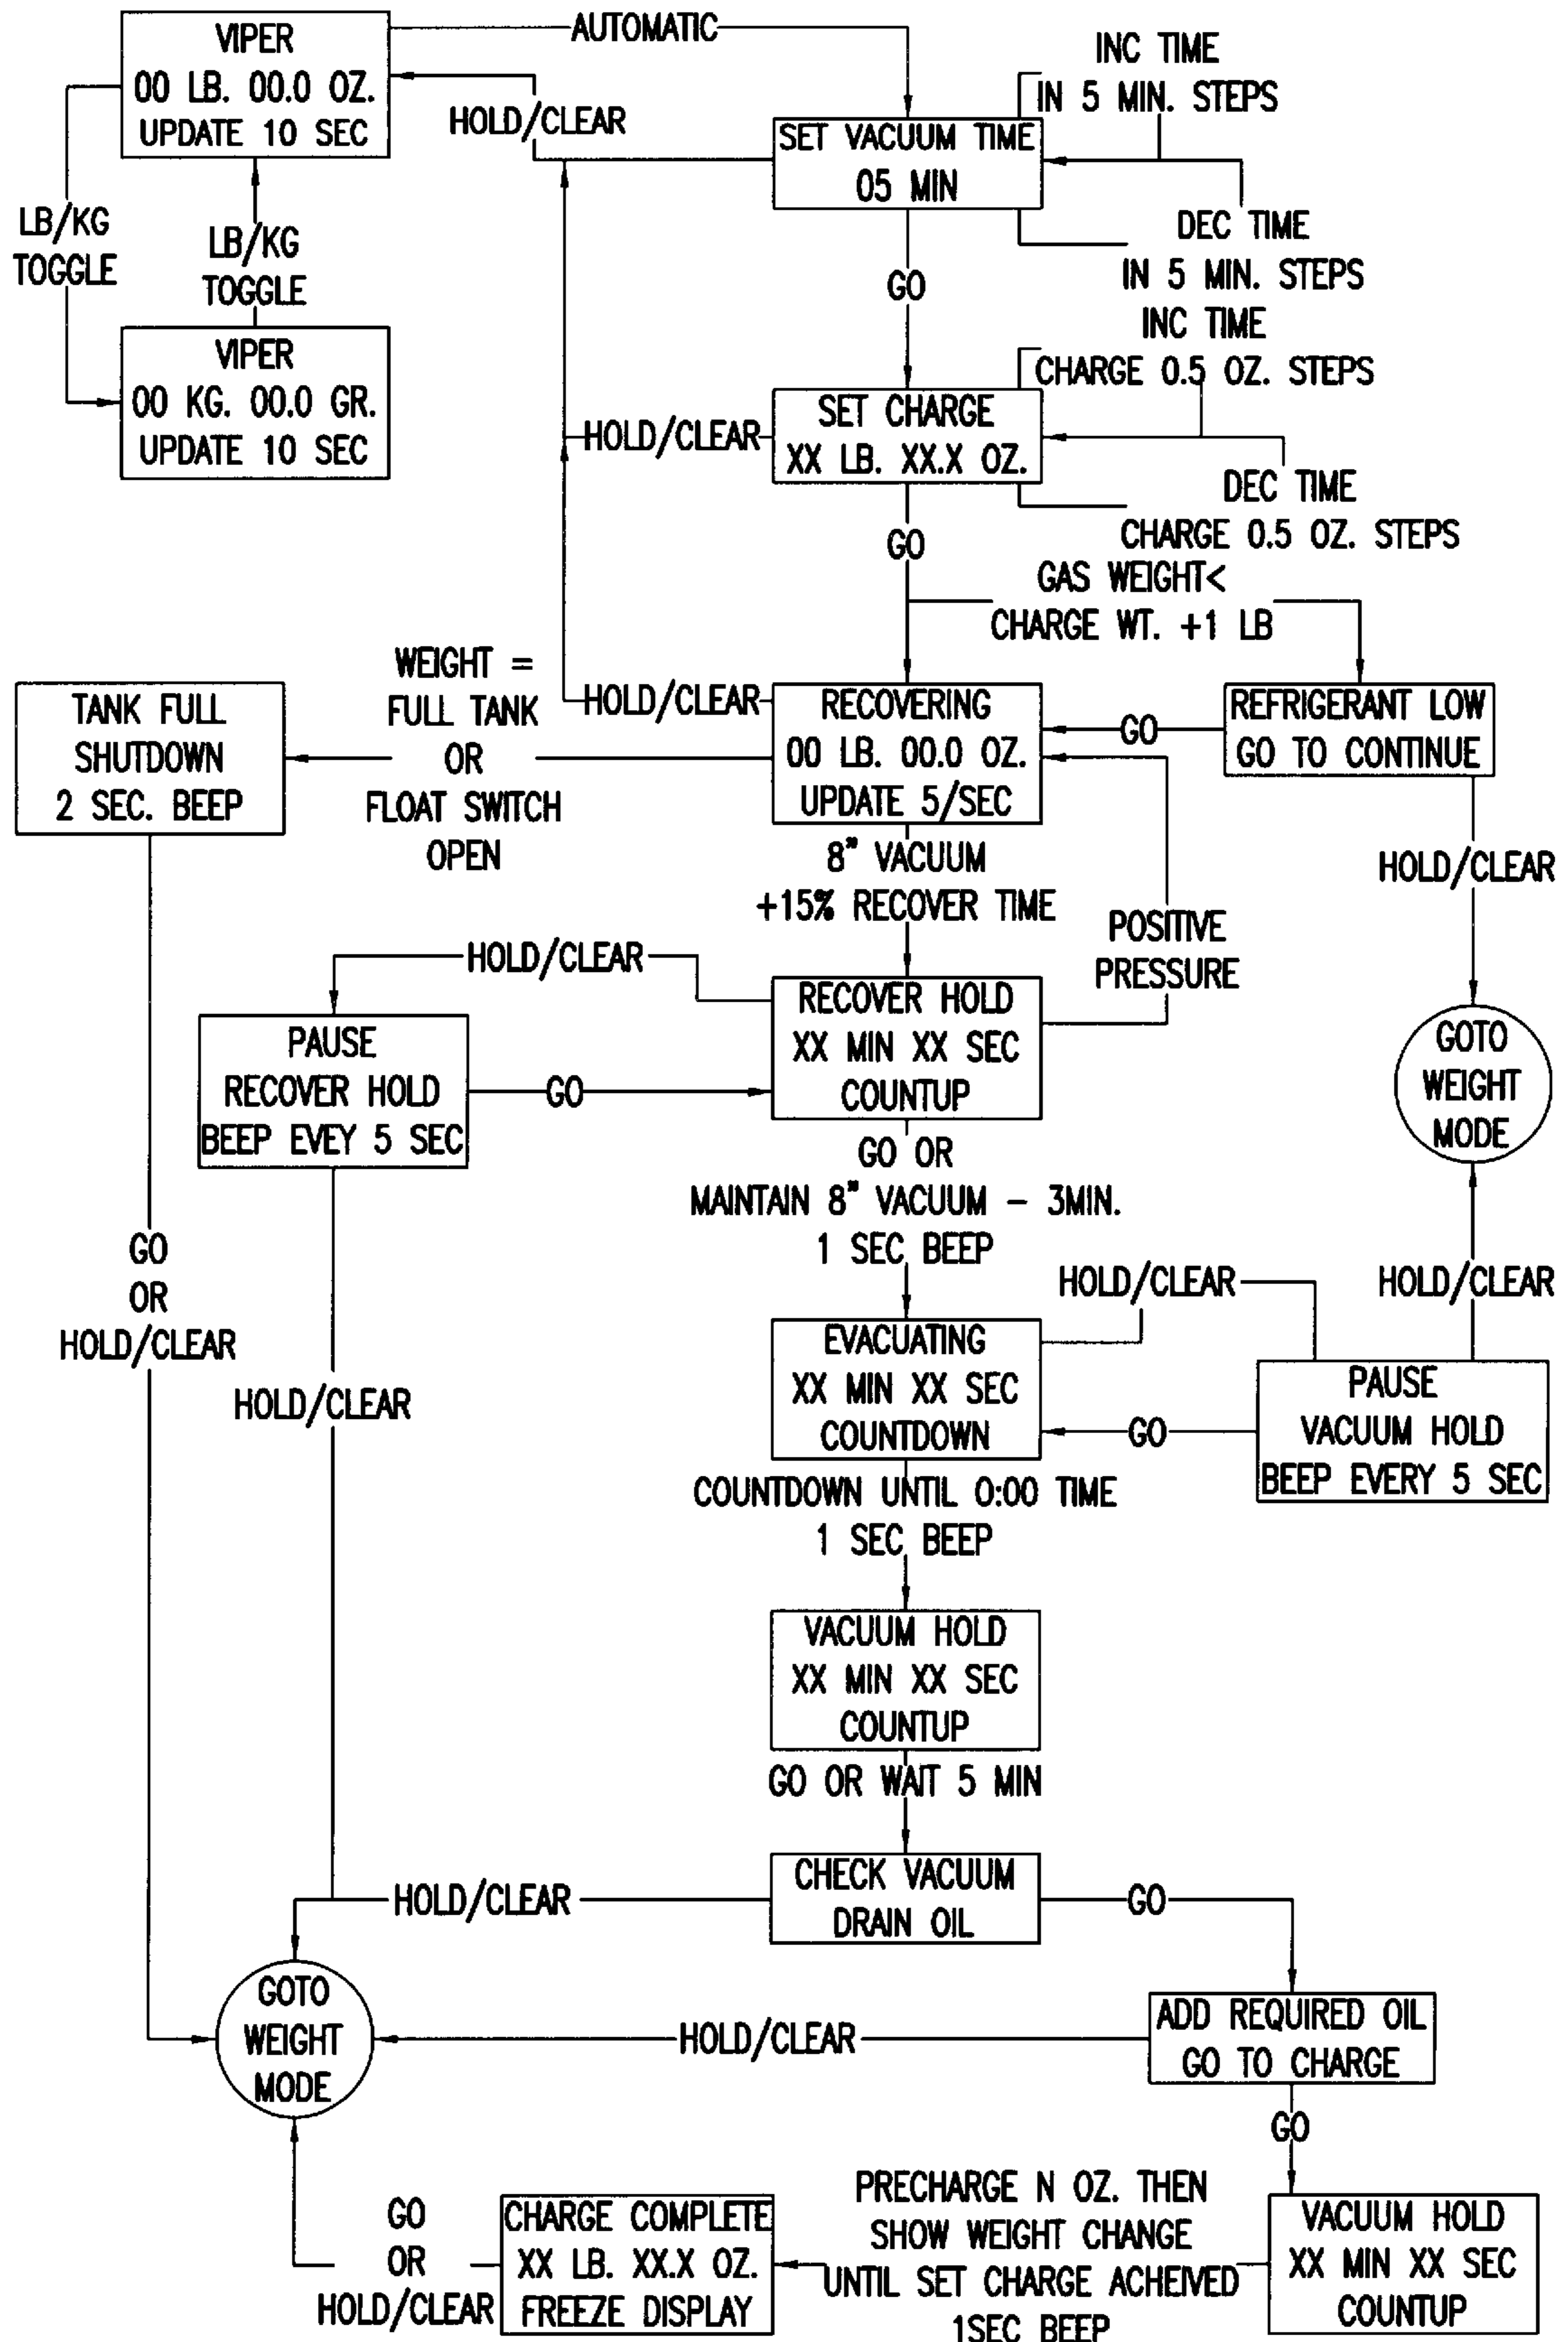 VIPER
00 LB. 00.0 OZ.
UPDATE 10 SEC
AUTOMATIC
HOLD/CLEAR
INC TIME
IN 5 MIN. STEPS
SET VACUUM TIME
05 MIN
DEC TIME
IN 5 MIN. STEPS
LB/KG
TOGGLE
LB/KG
TOGGLE
VIPER
00 KG. 00.0 GR.
UPDATE 10 SEC
GO
INC TIME
CHARGE 0.5 OZ. STEPS
HOLD/CLEAR
SET CHARGE
XX LB. XX.X OZ.
DEC TIME
CHARGE 0.5 OZ. STEPS
GO
GAS WEIGHT<
CHARGE WT. +1 LB
TANK FULL
SHUTDOWN
2 SEC. BEEP
WEIGHT =
FULL TANK
OR
FLOAT SWITCH
OPEN
HOLD/CLEAR
RECOVERING
00 LB. 00.0 OZ.
UPDATE 5/SEC
GO
REFRIGERANT LOW
GO TO CONTINUE
8" VACUUM
+15% RECOVER TIME
POSITIVE
PRESSURE
HOLD/CLEAR
HOLD/CLEAR
PAUSE
RECOVER HOLD
BEEP EVEY 5 SEC
GO
RECOVER HOLD
XX MIN XX SEC
COUNTUP
GOTO
WEIGHT
MODE
GO OR
MAINTAIN 8" VACUUM - 3MIN.
1 SEC BEEP
GO
OR
HOLD/CLEAR
HOLD/CLEAR
HOLD/CLEAR
HOLD/CLEAR
EVACUATING
XX MIN XX SEC
COUNTDOWN
GO
PAUSE
VACUUM HOLD
BEEP EVERY 5 SEC
COUNTDOWN UNTIL 0:00 TIME
1 SEC BEEP
VACUUM HOLD
XX MIN XX SEC
COUNTUP
GO OR WAIT 5 MIN
HOLD/CLEAR
CHECK VACUUM
DRAIN OIL
GO
GOTO
WEIGHT
MODE
HOLD/CLEAR
ADD REQUIRED OIL
GO TO CHARGE
GO
GO
OR
HOLD/CLEAR
CHARGE COMPLETE
XX LB. XX.X OZ.
FREEZE DISPLAY
PRECHARGE N OZ. THEN
SHOW WEIGHT CHANGE
UNTIL SET CHARGE ACHEIVED
1SEC BEEP
VACUUM HOLD
XX MIN XX SEC
COUNTUP